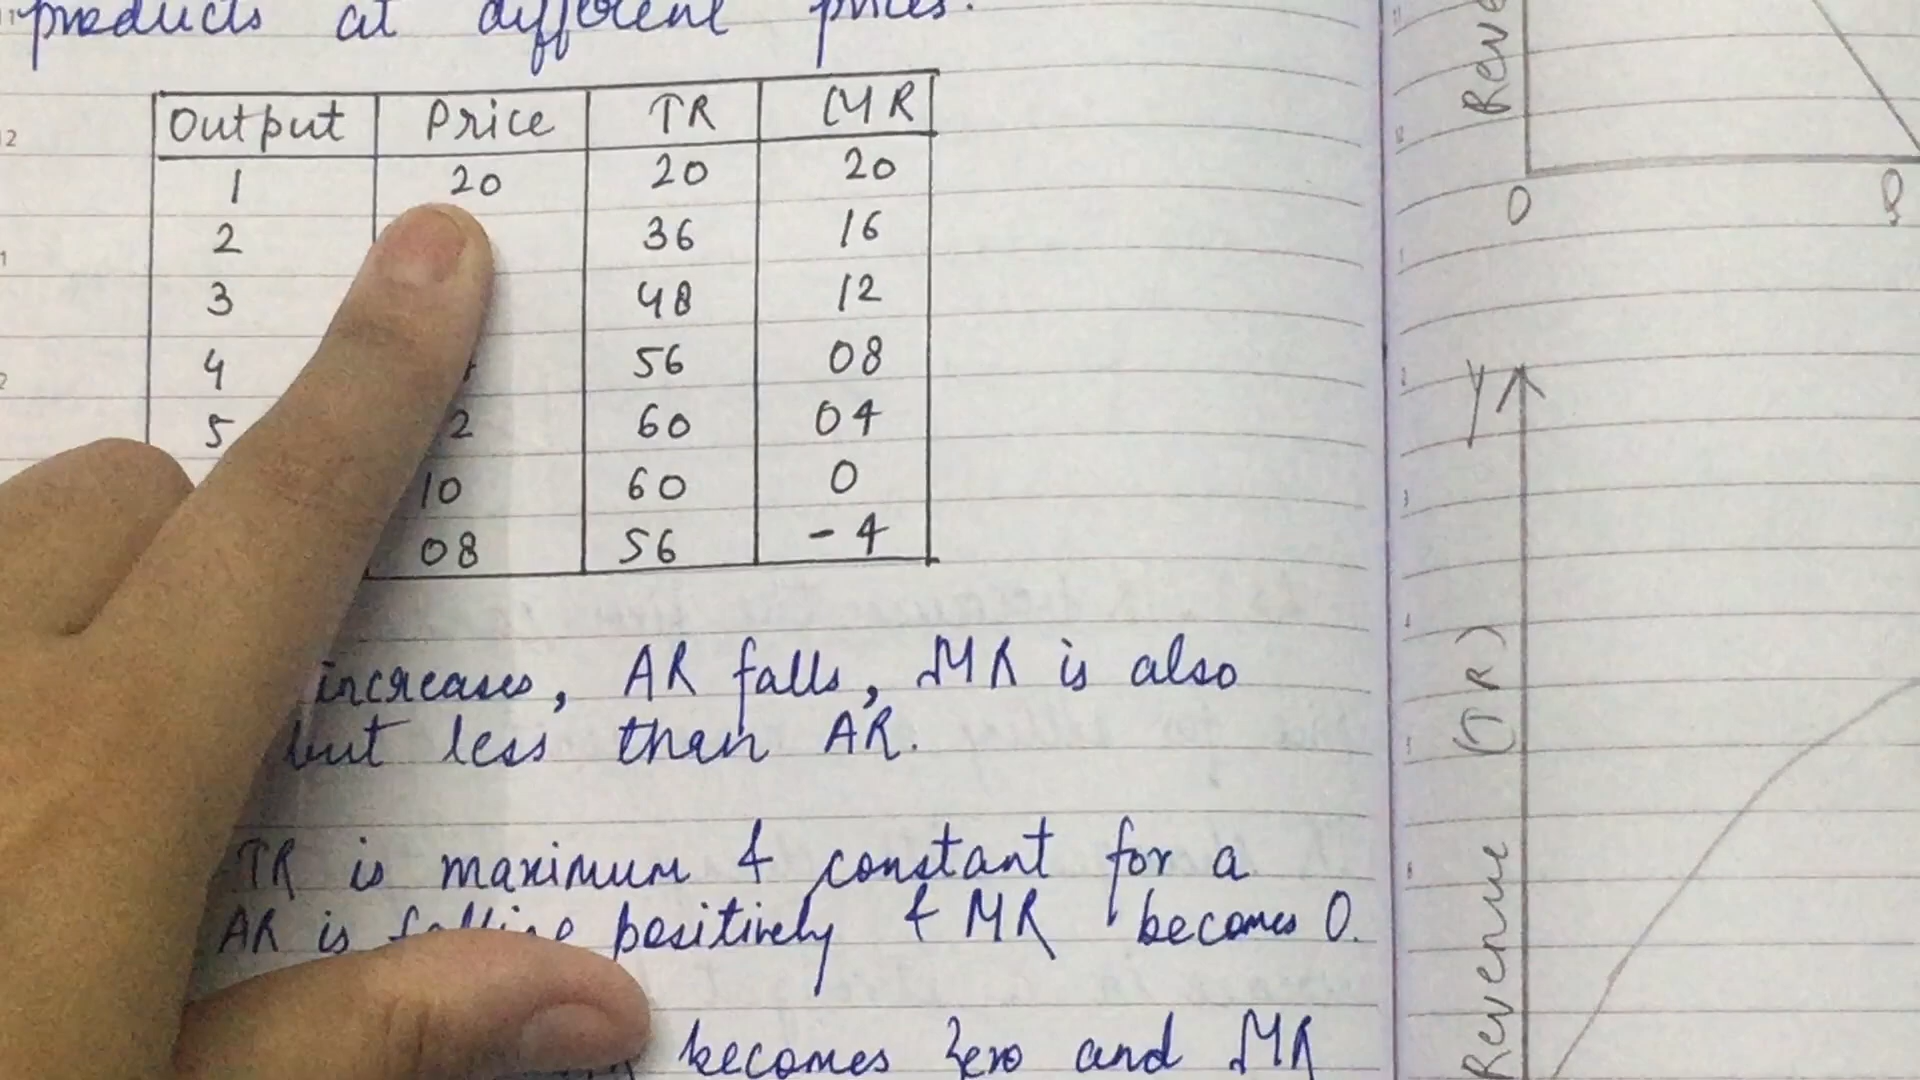 products at different prices.
Output Price TR MR
1 20 20 20
2 36 16
3 48 12
4 56 08
5 2 60 04
10 60 0
08 56 -4
increases, AR falls, MR is also
but less than AR.
TR is maximum & constant for a
AR is falling positively & MR becomes 0.
becomes Zero and MR
Reve
O
Y
Revenue (TR)